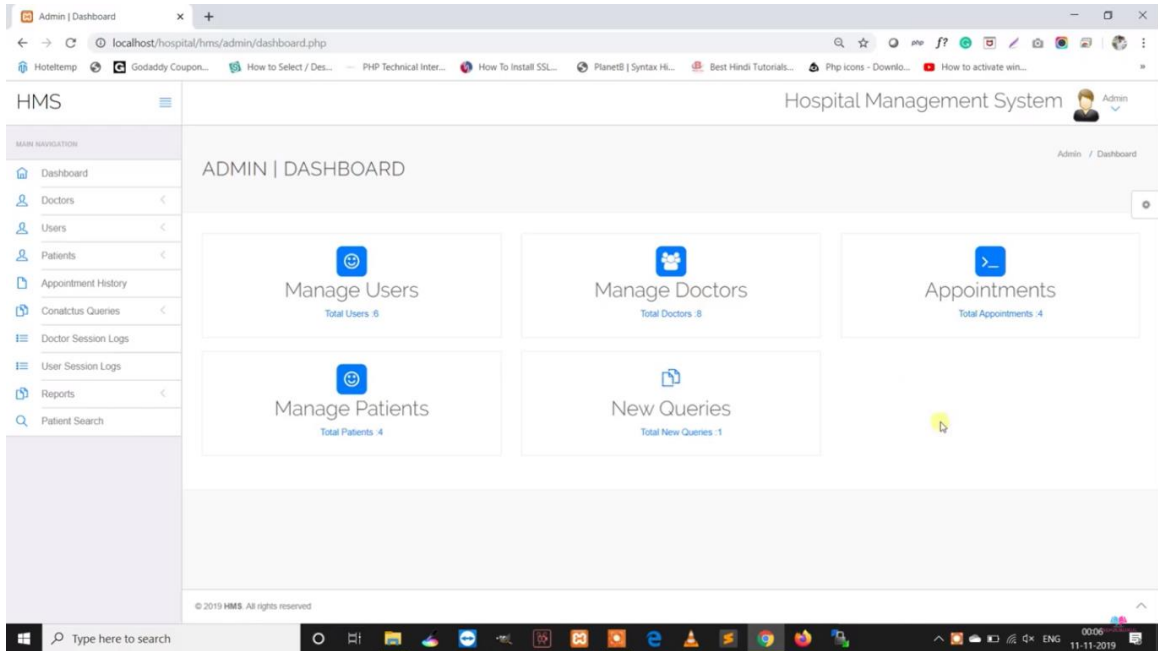 Admin | Dashboard
localhost/hospital/hms/admin/dashboard.php
php f?
Hoteltemp Godaddy Coupon... How to Select / Des... PHP Technical Inter... How To Install SSL... PlanetB | Syntax Hi... Best Hindi Tutorials... Php icons - Downlo... How to activate win... »
HMS
Hospital Management System
Admin
MAIN NAVIGATION
Dashboard
Doctors
Users
Patients
Appointment History
Conatctus Queries
Doctor Session Logs
User Session Logs
Reports
Patient Search
ADMIN | DASHBOARD
Admin / Dashboard
Manage Users
Total Users :6
Manage Doctors
Total Doctors :8
Appointments
Total Appointments :4
Manage Patients
Total Patients :4
New Queries
Total New Queries :1
© 2019 HMS. All rights reserved
Type here to search
ENG
00:06
11-11-2019